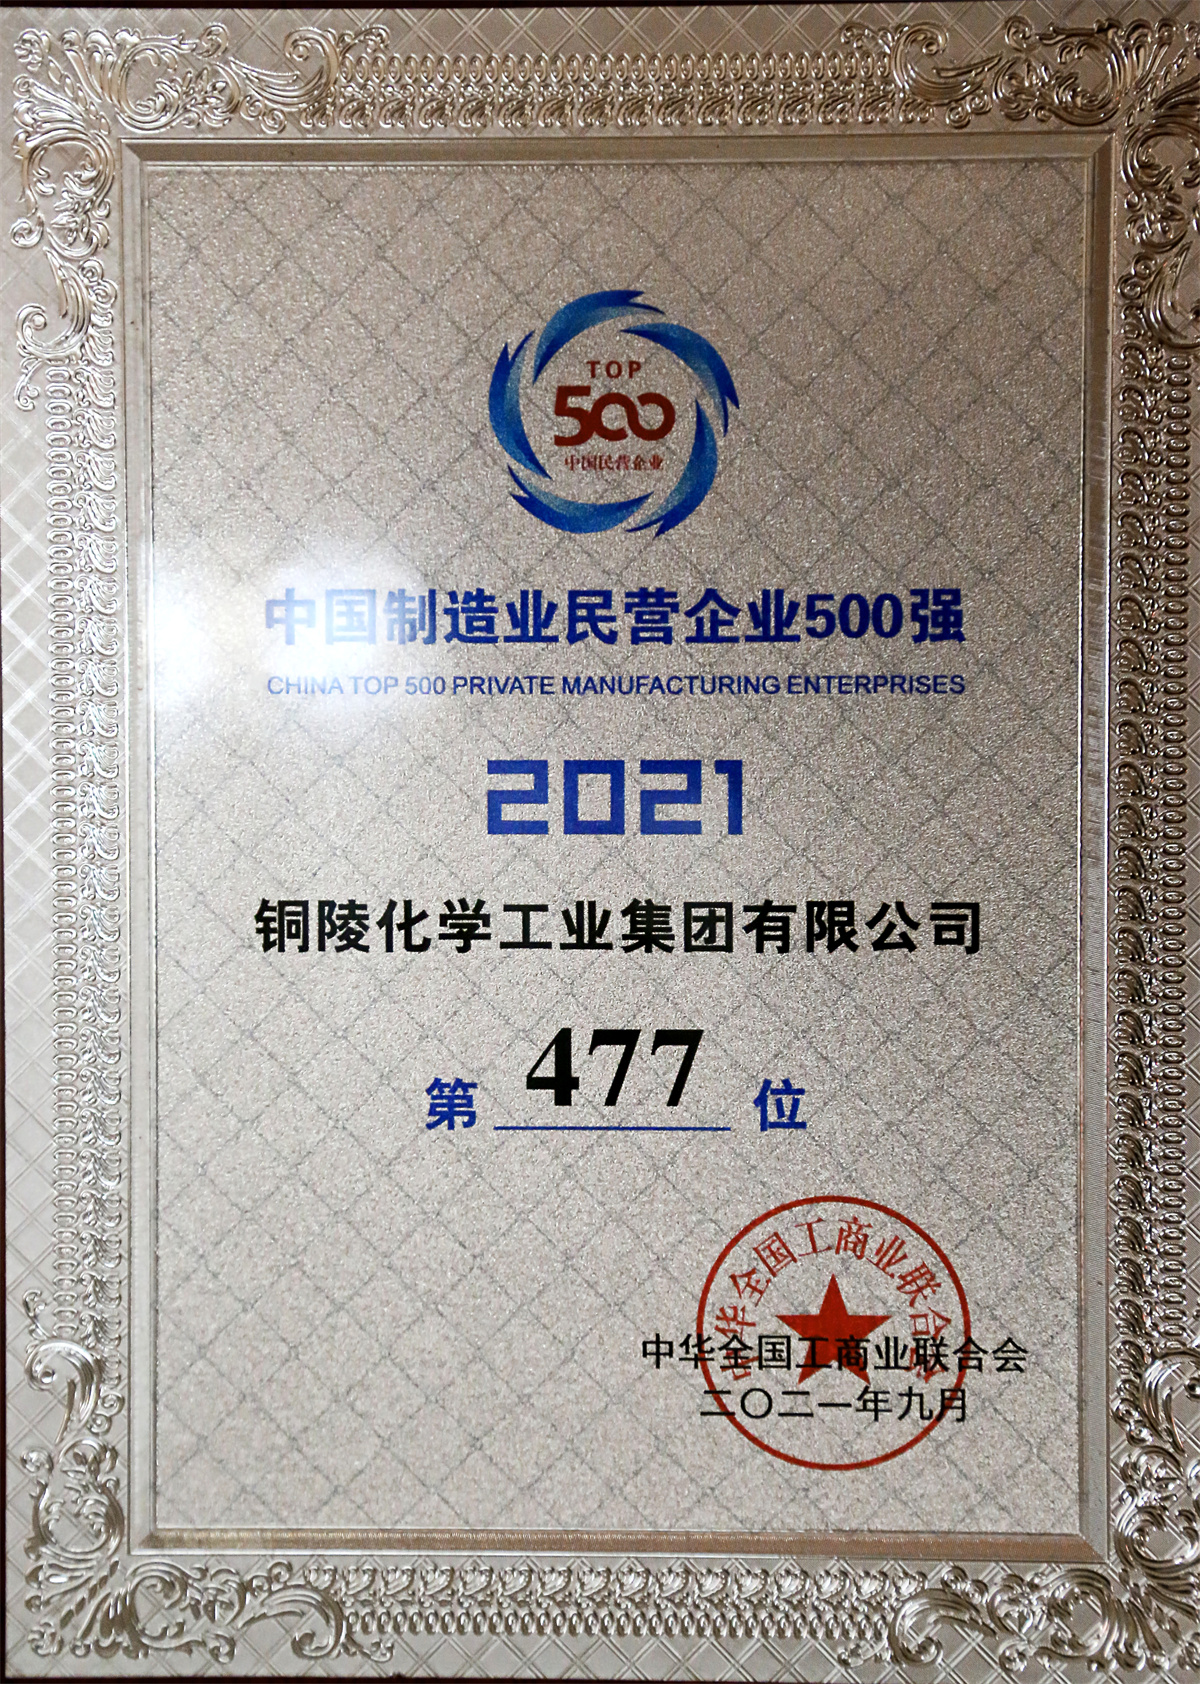 TOP
500
中国民营企业
中国制造业民营企业500强
CHINA TOP 500 PRIVATE MANUFACTURING ENTERPRISES
2021
铜陵化学工业集团有限公司
第 477 位
中华全国工商业联合会
中华全国工商业联合会
二〇二一年九月